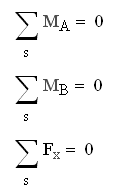 ∑ M_A = 0
s
∑ M_B = 0
s
∑ F_x = 0
s